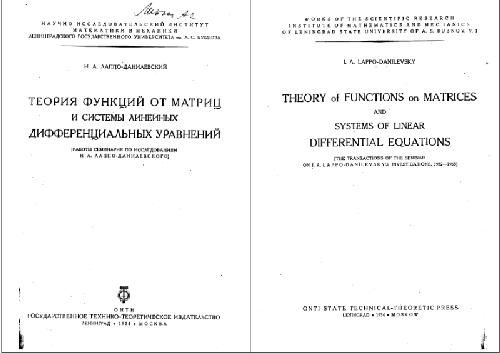 НАУЧНО ИССЛЕДОВАТЕЛЬСКИЙ ИНСТИТУТ
МАТЕМАТИКИ И МЕХАНИКИ
ЛЕНИНГРАДСКОГО ГОСУДАРСТВЕННОГО УНИВЕРСИТЕТА им. А. С. БУБНОВА
И. А. ЛАППО-ДАНИЛЕВСКИЙ
ТЕОРИЯ ФУНКЦИЙ ОТ МАТРИЦ
И СИСТЕМЫ ЛИНЕЙНЫХ
ДИФФЕРЕНЦИАЛЬНЫХ УРАВНЕНИЙ
[РАБОТЫ СЕМИНАРИЯ ПО ИССЛЕДОВАНИЯМ
И. А. ЛАППО-ДАНИЛЕВСКОГО]
ОНТИ
ГОСУДАРСТВЕННОЕ ТЕХНИКО-ТЕОРЕТИЧЕСКОЕ ИЗДАТЕЛЬСТВО
ЛЕНИНГРАД • 1934 • МОСКВА
WORKS OF THE SCIENTIFIC RESEARCH
INSTITUTE OF MATHEMATICS AND MECHANICS
OF LENINGRAD STATE UNIVERSITY OF A. S. BUBNOV
I. A. LAPPO-DANILEVSKY
THEORY of FUNCTIONS on MATRICES
AND
SYSTEMS OF LINEAR
DIFFERENTIAL EQUATIONS
[THE TRANSACTIONS OF THE SEMINAR
ON I. A. LAPPO-DANILEVSKY'S INVESTIGATIONS,
ONTI STATE TECHNICAL-THEORETIC PRESS
LENINGRAD • 1934 • MOSCOW